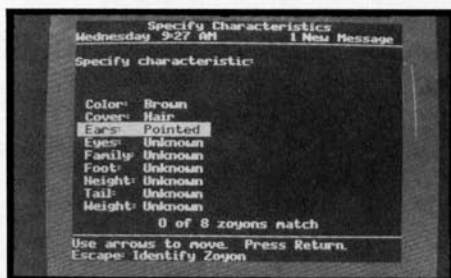 Specify Characteristics
Wednesday 9:27 AM 1 New Message
Specify characteristic:
Color: Brown
Cover: Hair
Ears: Pointed
Eyes: Unknown
Family: Unknown
Foot: Unknown
Height: Unknown
Tail: Unknown
Weight: Unknown
0 of 8 zoyons match
Use arrows to move. Press Return.
Escape: Identify Zoyon